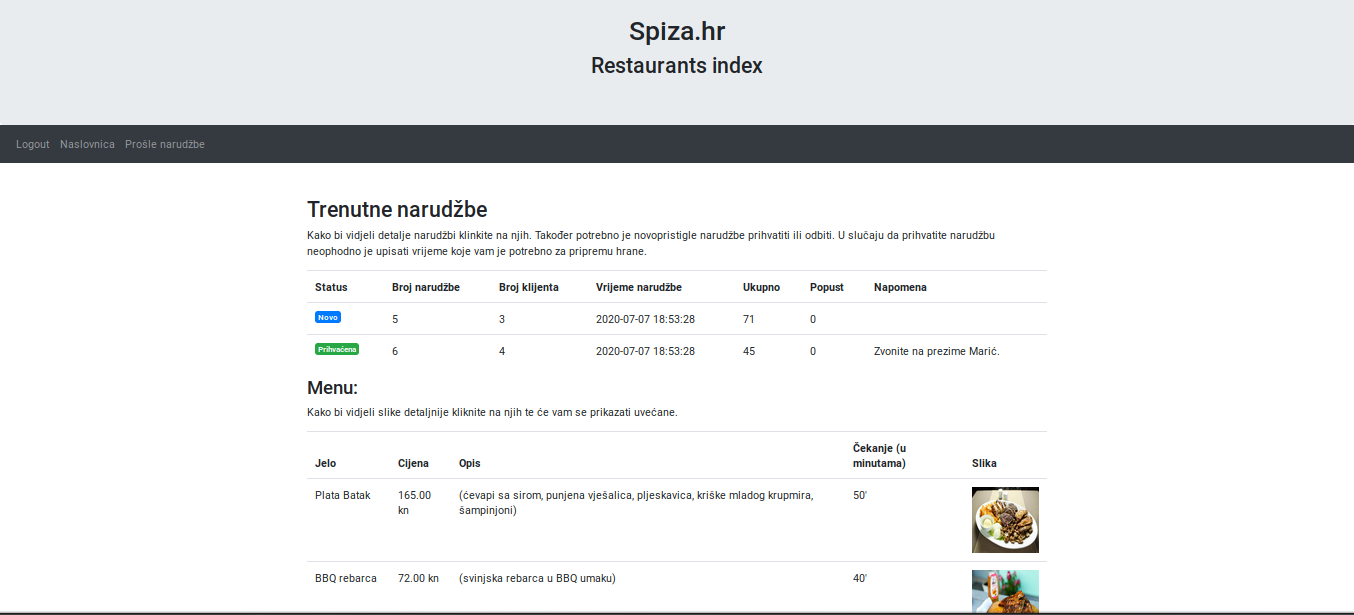 Spiza.hr
Restaurants index
Logout Naslovnica Prošle narudžbe
Trenutne narudžbe
Kako bi vidjeli detalje narudžbi klinkite na njih. Također potrebno je novopristigle narudžbe prihvatiti ili odbiti. U slučaju da prihvatite narudžbu
neophodno je upisati vrijeme koje vam je potrebno za pripremu hrane.
Status Broj narudžbe Broj klijenta Vrijeme narudžbe Ukupno Popust Napomena
Novo 5 3 2020-07-07 18:53:28 71 0
Prihvaćena 6 4 2020-07-07 18:53:28 45 0 Zvonite na prezime Marić.
Menu:
Kako bi vidjeli slike detaljnije kliknite na njih te će vam se prikazati uvećane.
Čekanje (u
Jelo Cijena Opis minutama) Slika
Plata Batak 165.00 (ćevapi sa sirom, punjena vješalica, pljeskavica, kriške mladog krupmira, 50'
kn šampinjoni)
BBQ rebarca 72.00 kn (svinjska rebarca u BBQ umaku) 40'